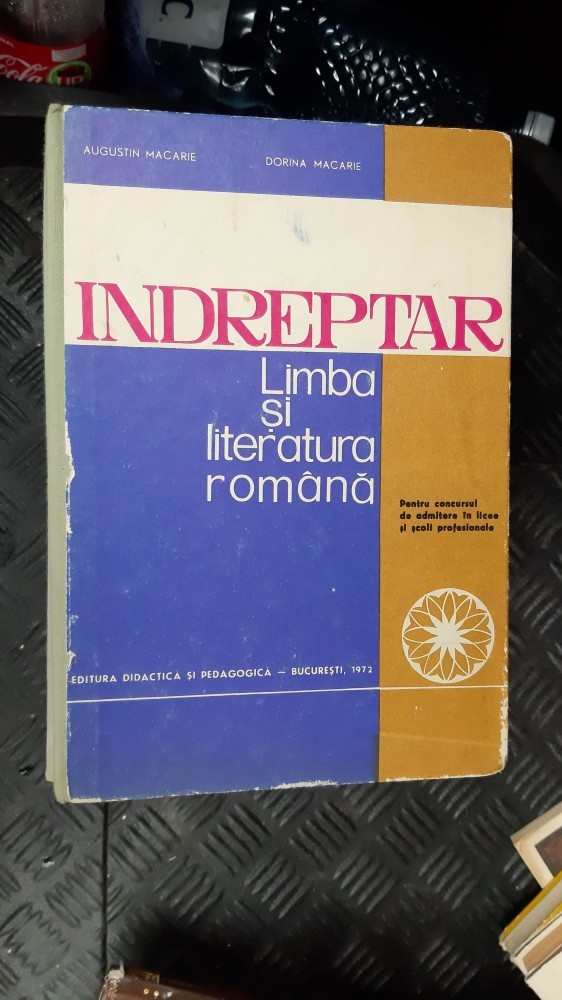 AUGUSTIN MACARIE
DORINA MACARIE
INDREPTAR
Limba
și
literatura
română
Pentru concursul
de admitere în licee
și școli profesionale
EDITURA DIDACTICĂ ȘI PEDAGOGICĂ — BUCUREȘTI, 1972
C